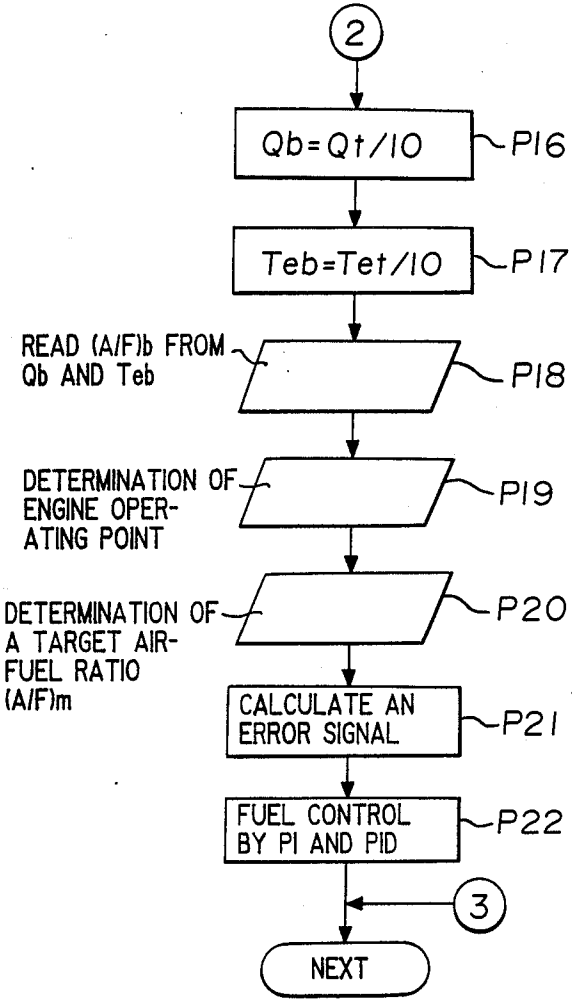 2
Qb=Qt/10
P16
Teb=Tet/10
P17
READ (A/F)b FROM
Qb AND Teb
P18
DETERMINATION OF
ENGINE OPER-
ATING POINT
P19
DETERMINATION OF
A TARGET AIR-
FUEL RATIO
(A/F)m
P20
CALCULATE AN
ERROR SIGNAL
P21
FUEL CONTROL
BY PI AND PID
P22
3
NEXT